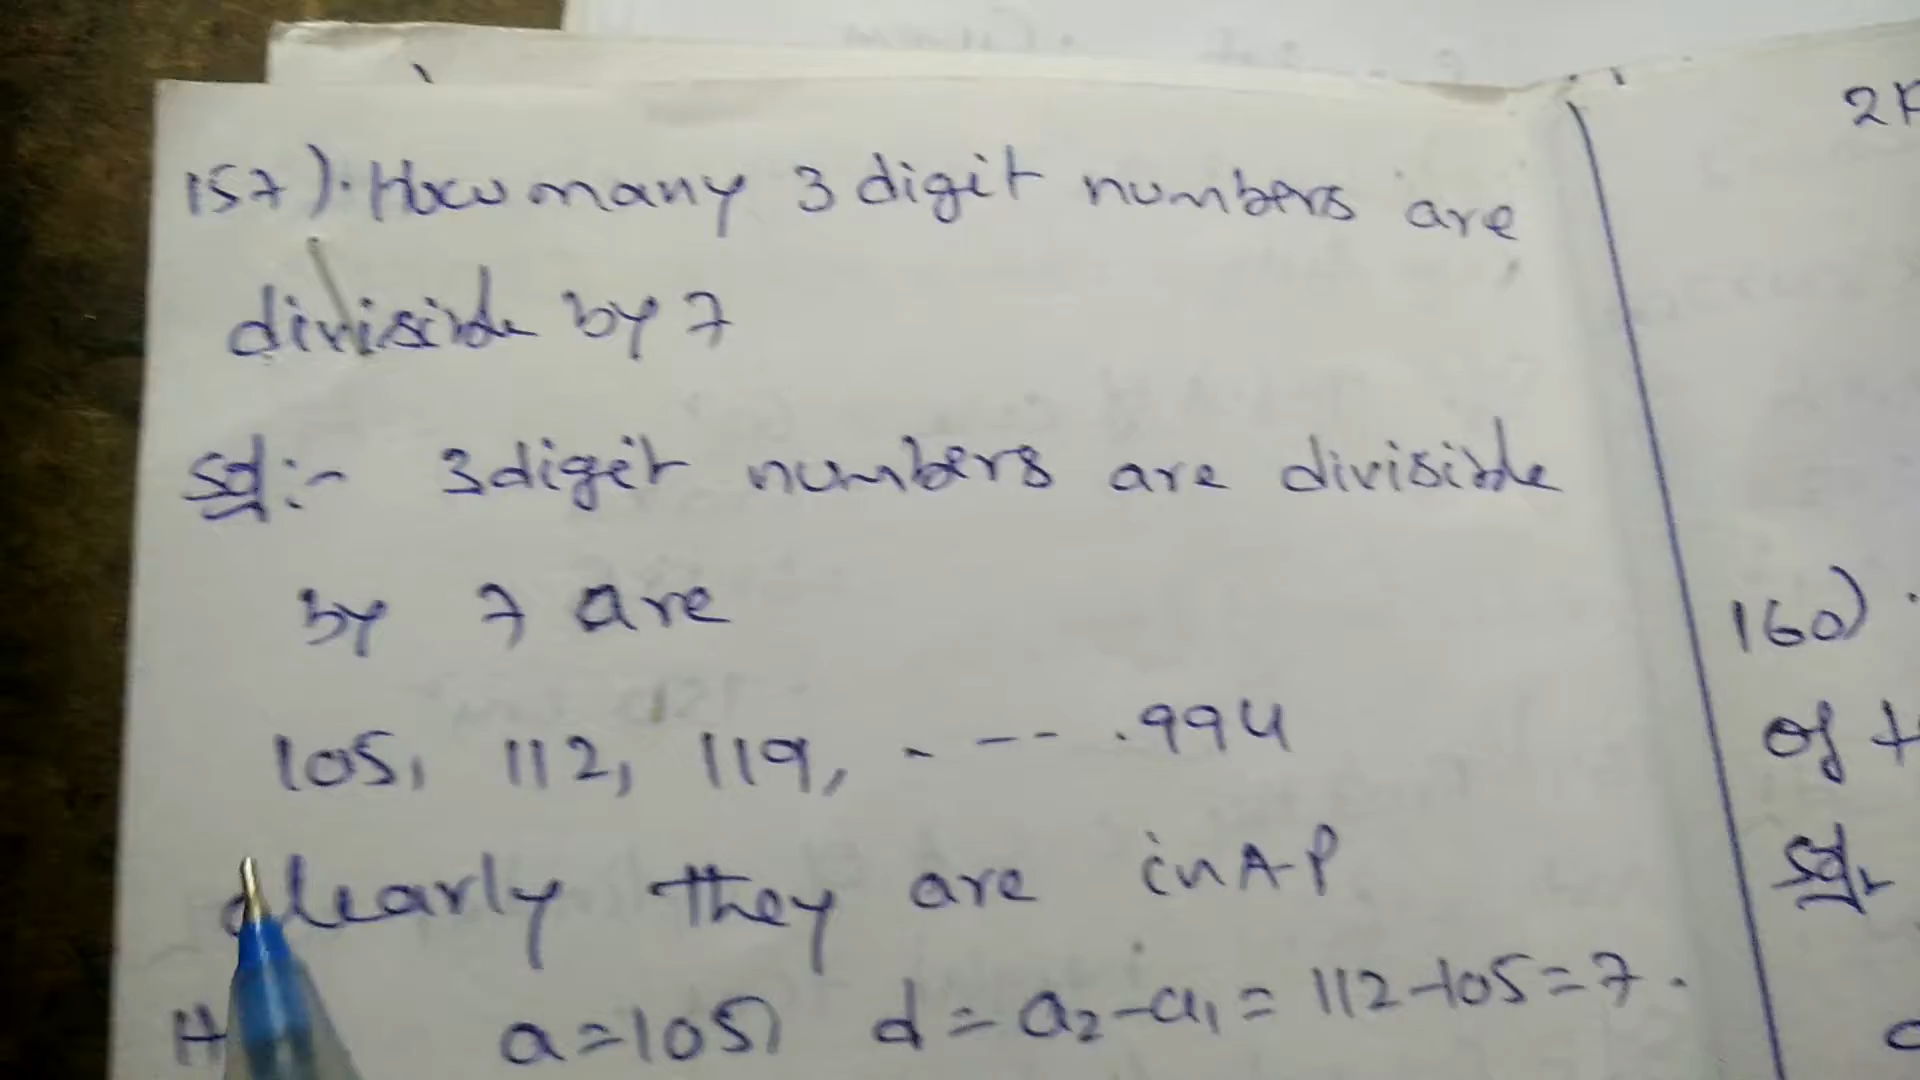 157). How many 3 digit numbers are
divisible by 7
Sol:- 3 digit numbers are divisible
by 7 are
105, 112, 119, - --- .994
clearly they are in A-P
H
a=105, d = a₂-a₁ = 112-105=7.
160)
of
Sol